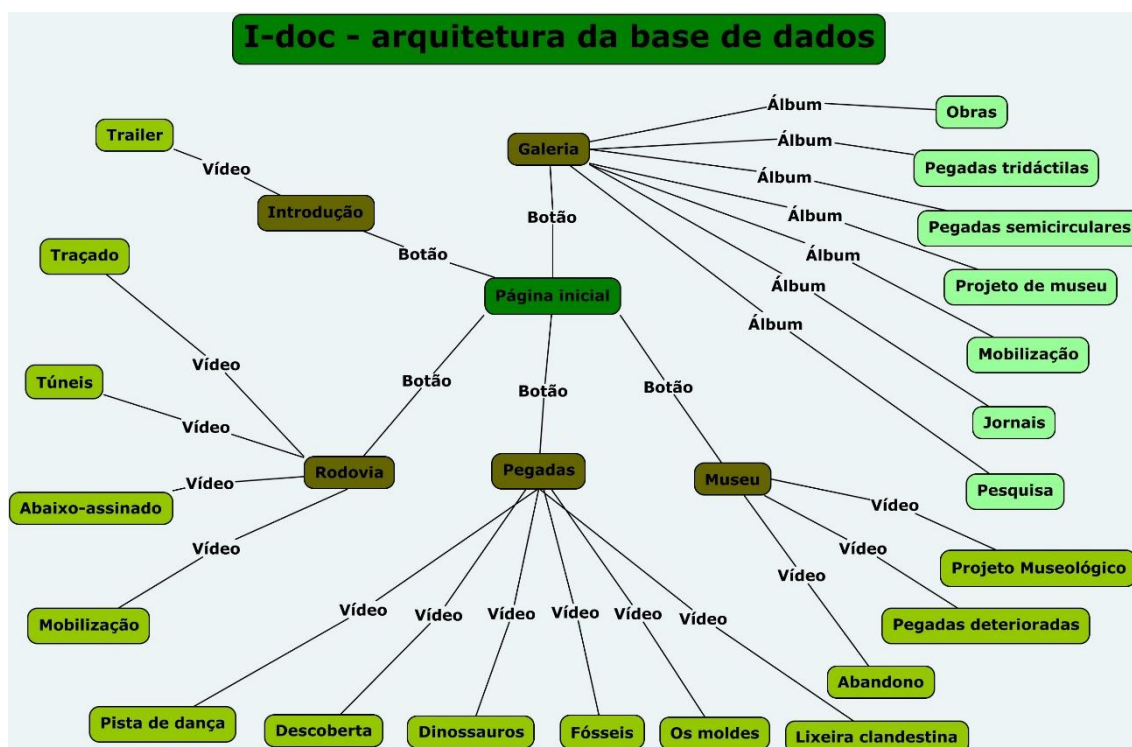 I-doc - arquitetura da base de dados
Trailer
Vídeo
Introdução
Botão
Galeria
Botão
Álbum
Obras
Álbum
Pegadas tridáctilas
Álbum
Pegadas semicirculares
Álbum
Projeto de museu
Álbum
Mobilização
Álbum
Jornais
Álbum
Pesquisa
Página inicial
Traçado
Vídeo
Túneis
Vídeo
Abaixo-assinado
Vídeo
Mobilização
Vídeo
Rodovia
Botão
Pegadas
Botão
Museu
Botão
Vídeo
Projeto Museológico
Vídeo
Pegadas deterioradas
Vídeo
Abandono
Vídeo
Pista de dança
Vídeo
Descoberta
Vídeo
Dinossauros
Vídeo
Fósseis
Vídeo
Os moldes
Vídeo
Lixeira clandestina